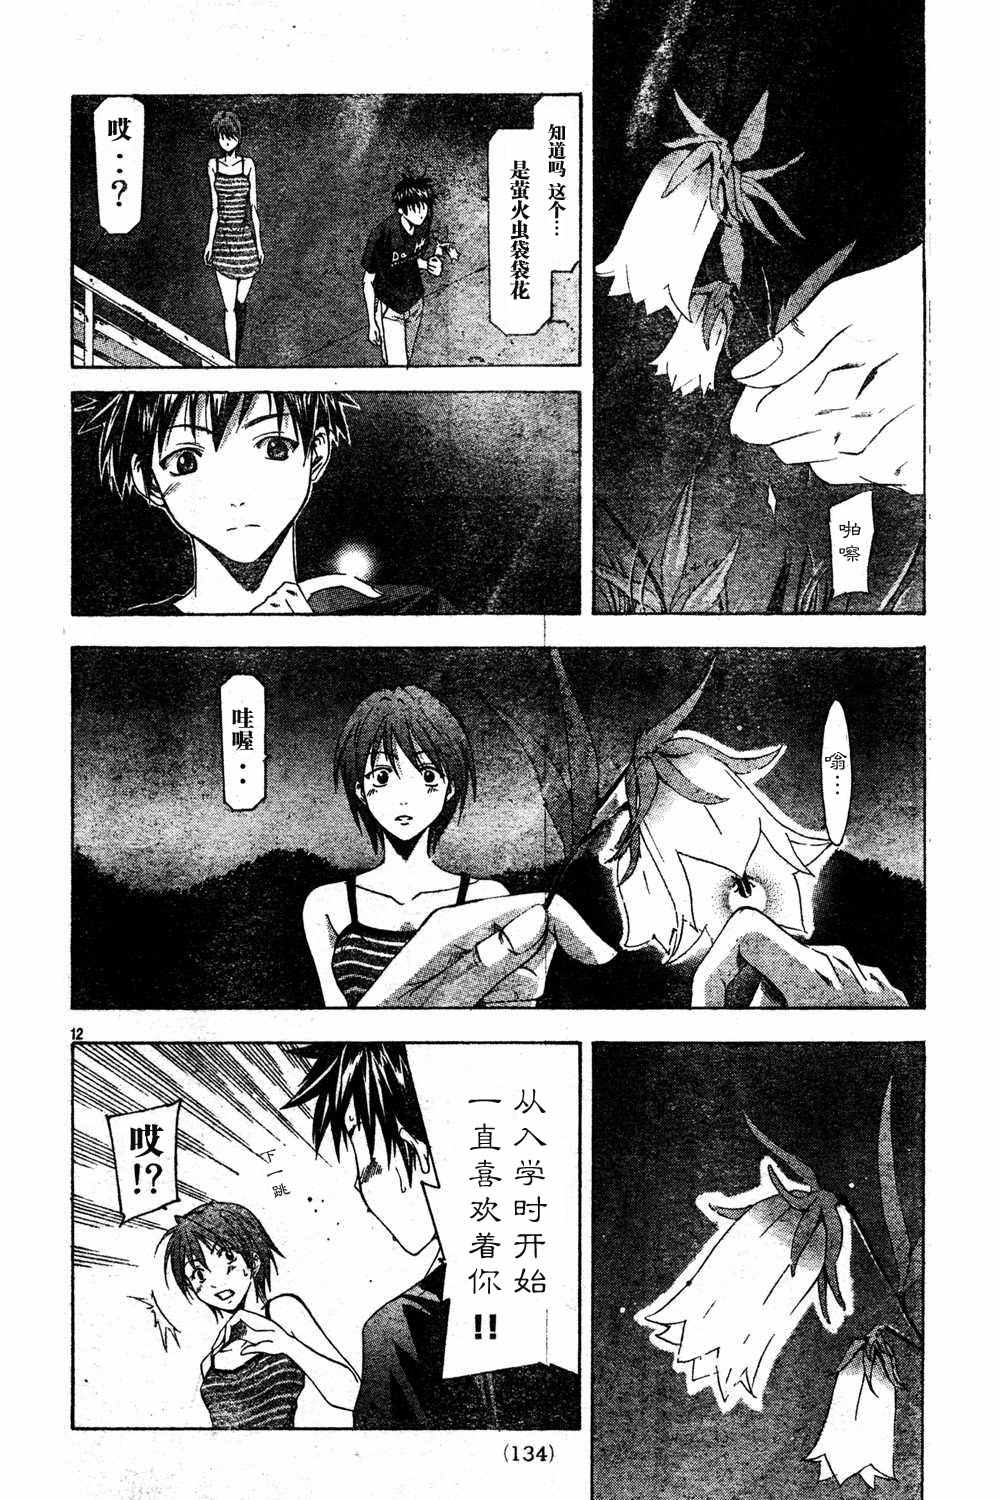 啪嚓
知道吗 这个…
是萤火虫袋袋花
哎‥?
嗡…
哇喔‥
12
从入学时开始
一直喜欢着你
!!
下一跳
哎!?
(134)